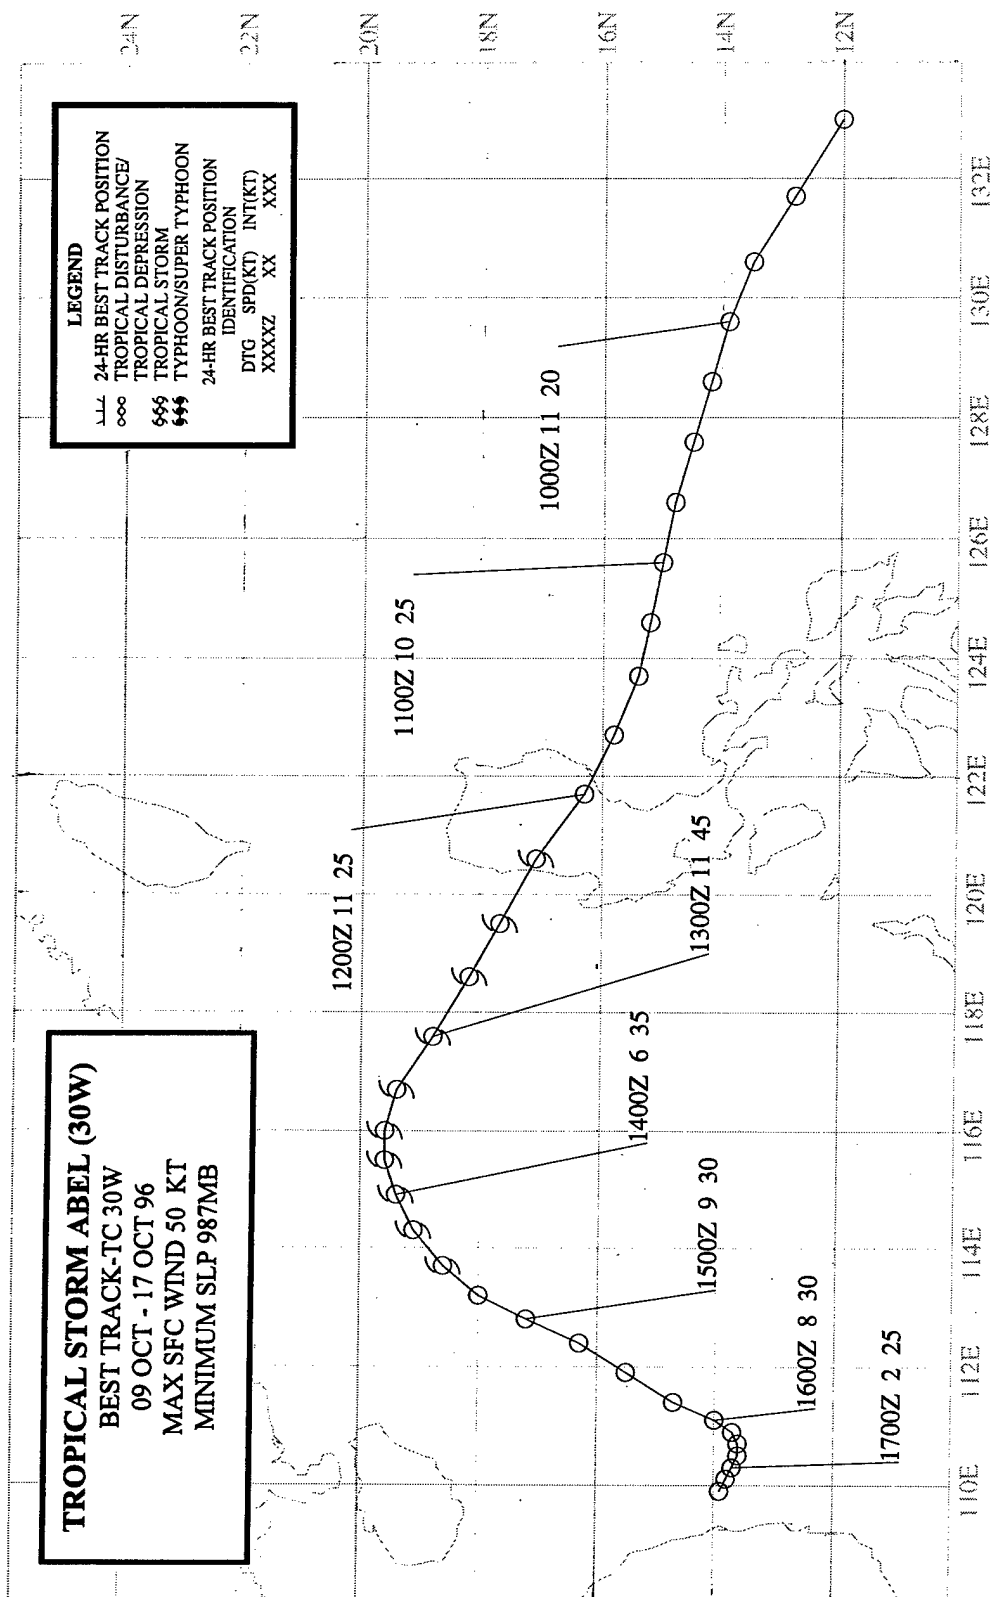 TROPICAL STORM ABEL (30W)
BEST TRACK-TC 30W
09 OCT - 17 OCT 96
MAX SFC WIND 50 KT
MINIMUM SLP 987MB
LEGEND
24-HR BEST TRACK POSITION
TROPICAL DISTURBANCE/
TROPICAL DEPRESSION
TROPICAL STORM
TYPHOON/SUPER TYPHOON
24-HR BEST TRACK POSITION
IDENTIFICATION
DTG SPD(KT) INT(KT)
XXXXZ XX XXX
24N
22N
20N
18N
16N
14N
12N
1700Z 2 25
1600Z 8 30
1500Z 9 30
1400Z 6 35
1300Z 11 45
1200Z 11 25
1100Z 10 25
1000Z 11 20
110E
112E
114E
116E
118E
120E
122E
124E
126E
128E
130E
132E